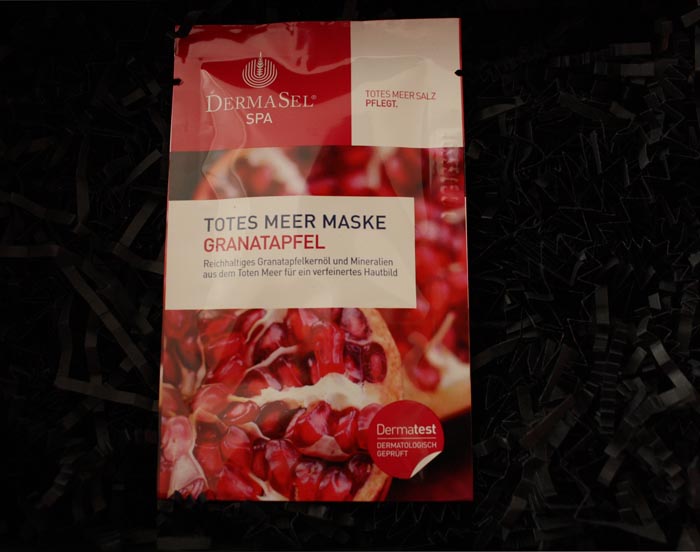 DERMASEL®
SPA
TOTES MEER SALZ
PFLEGT.
TOTES MEER MASKE
GRANATAPFEL
Reichhaltiges Granatapfelkernöl und Mineralien
aus dem Toten Meer für ein verfeinertes Hautbild
Dermatest
DERMATOLOGISCH
GEPRÜFT